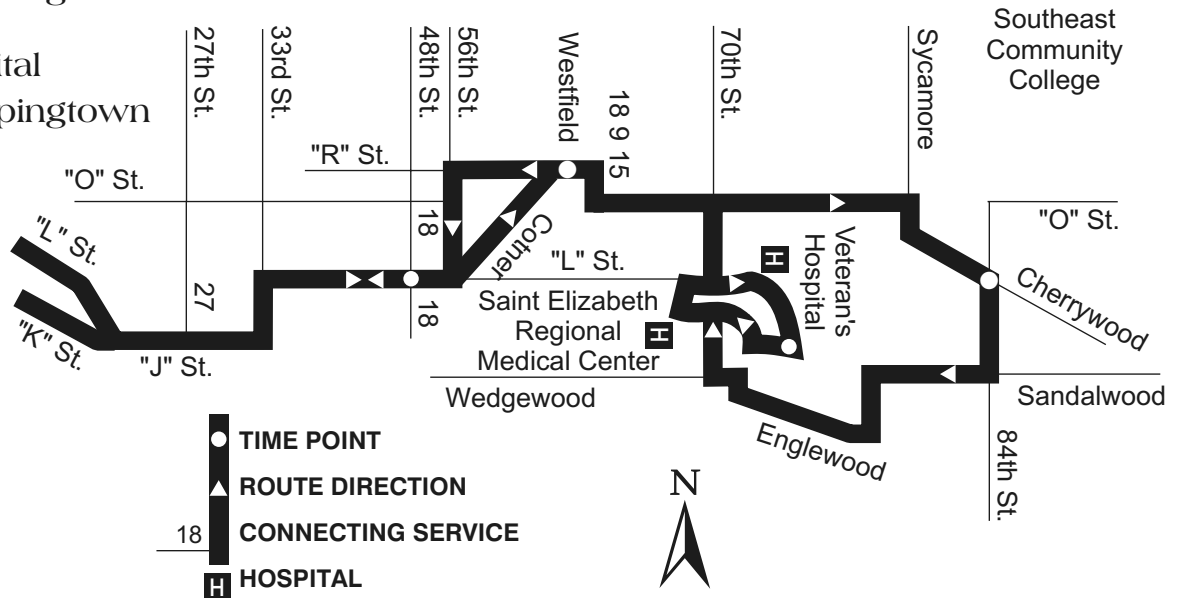 27th St.
33rd St.
48th St.
56th St.
Westfield
18 9 15
70th St.
Sycamore
Southeast
Community
College
"R" St.
"O" St.
"L" St.
"K" St.
"J" St.
27
18
18
Cotner
"L" St.
Saint Elizabeth
Regional
Medical Center
H
H
Veteran's
Hospital
"O" St.
Cherrywood
Sandalwood
84th St.
Wedgewood
Englewood
TIME POINT
ROUTE DIRECTION
18 CONNECTING SERVICE
H HOSPITAL
N